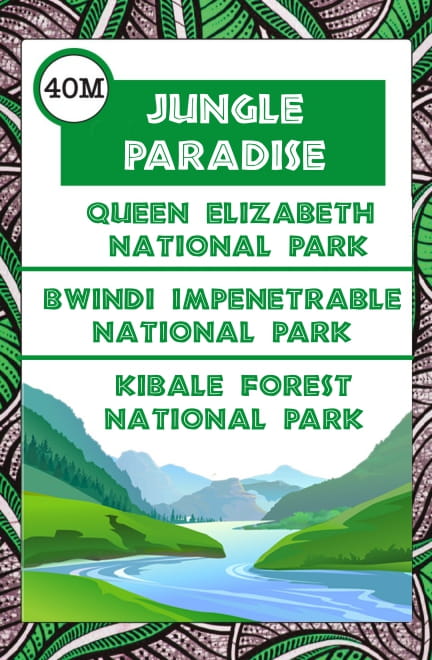 40M
JUNGLE
PARADISE
QUEEN ELIZABETH
NATIONAL PARK
BWINDI IMPENETRABLE
NATIONAL PARK
KIBALE FOREST
NATIONAL PARK